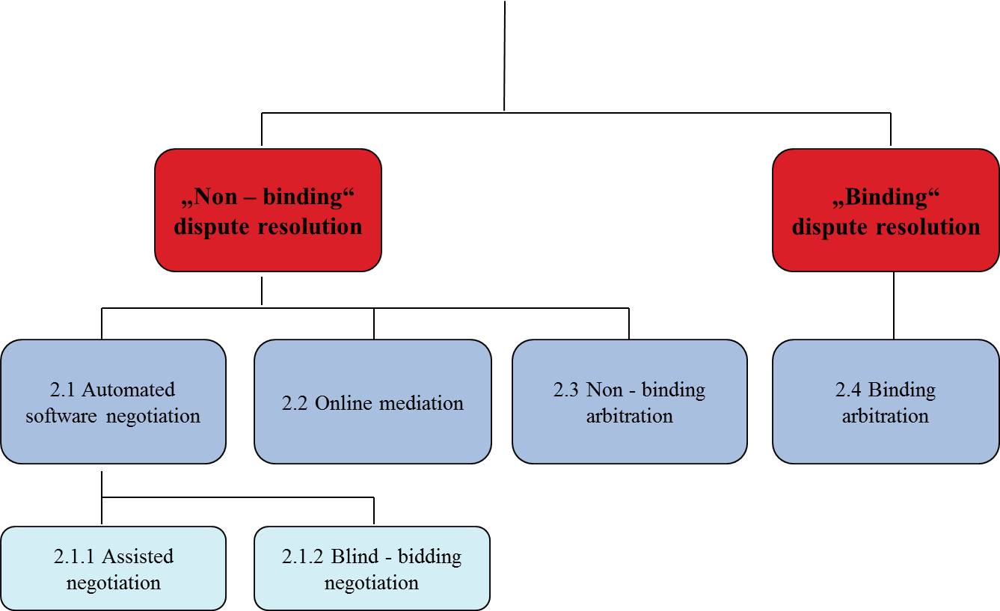 „Non – binding“
dispute resolution
„Binding“
dispute resolution
2.1 Automated
software negotiation
2.2 Online mediation
2.3 Non - binding
arbitration
2.4 Binding
arbitration
2.1.1 Assisted
negotiation
2.1.2 Blind - bidding
negotiation